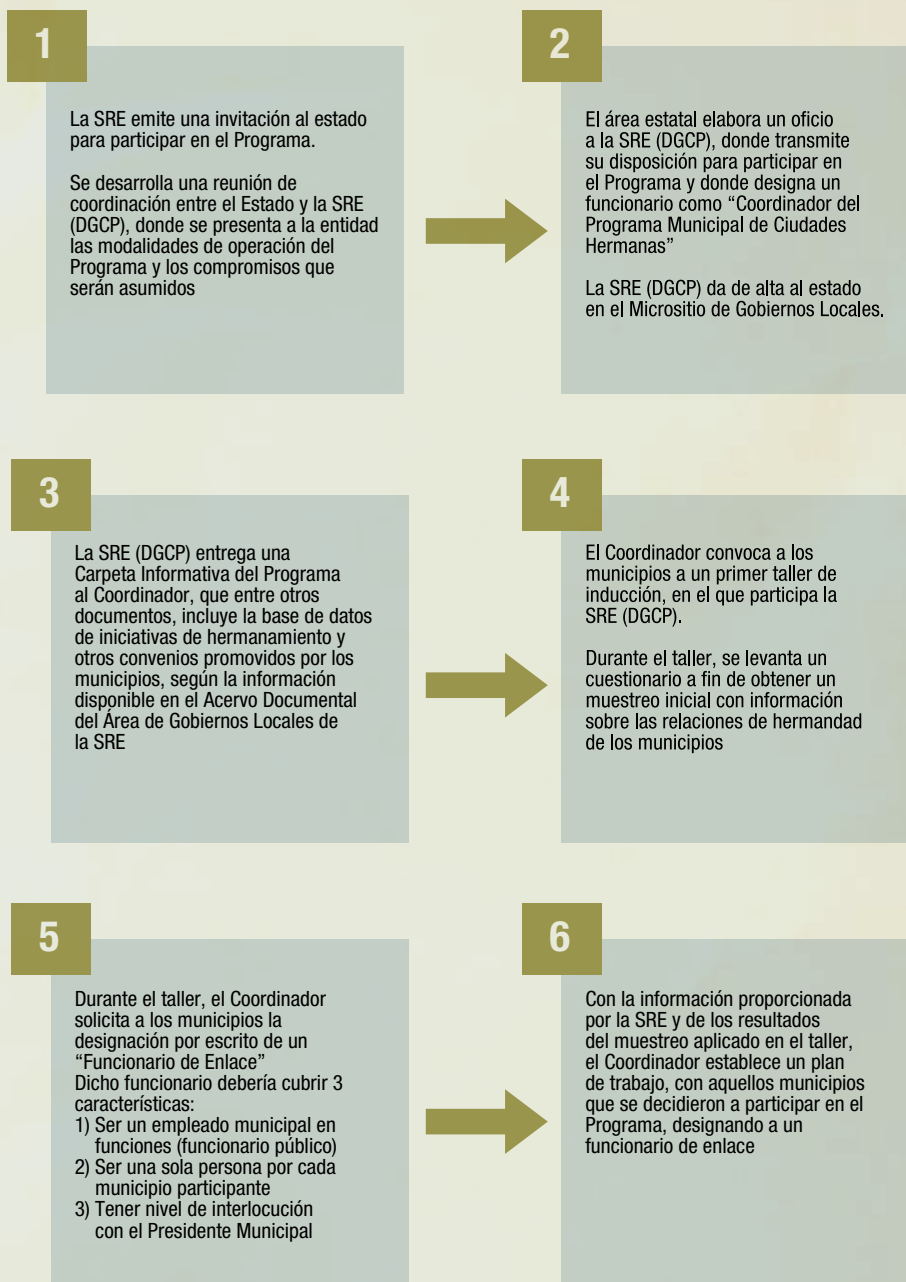 1
La SRE emite una invitación al estado
para participar en el Programa.
Se desarrolla una reunión de
coordinación entre el Estado y la SRE
(DGCP), donde se presenta a la entidad
las modalidades de operación del
Programa y los compromisos que
serán asumidos
2
El área estatal elabora un oficio
a la SRE (DGCP), donde transmite
su disposición para participar en
el Programa y donde designa un
funcionario como “Coordinador del
Programa Municipal de Ciudades
Hermanas”
La SRE (DGCP) da de alta al estado
en el Micrositio de Gobiernos Locales.
3
La SRE (DGCP) entrega una
Carpeta Informativa del Programa
al Coordinador, que entre otros
documentos, incluye la base de datos
de iniciativas de hermanamiento y
otros convenios promovidos por los
municipios, según la información
disponible en el Acervo Documental
del Área de Gobiernos Locales de
la SRE
4
El Coordinador convoca a los
municipios a un primer taller de
inducción, en el que participa la
SRE (DGCP).
Durante el taller, se levanta un
cuestionario a fin de obtener un
muestreo inicial con información
sobre las relaciones de hermandad
de los municipios
5
Durante el taller, el Coordinador
solicita a los municipios la
designación por escrito de un
“Funcionario de Enlace”
Dicho funcionario debería cubrir 3
características:
1) Ser un empleado municipal en
funciones (funcionario público)
2) Ser una sola persona por cada
municipio participante
3) Tener nivel de interlocución
con el Presidente Municipal
6
Con la información proporcionada
por la SRE y de los resultados
del muestreo aplicado en el taller,
el Coordinador establece un plan
de trabajo, con aquellos municipios
que se decidieron a participar en el
Programa, designando a un
funcionario de enlace